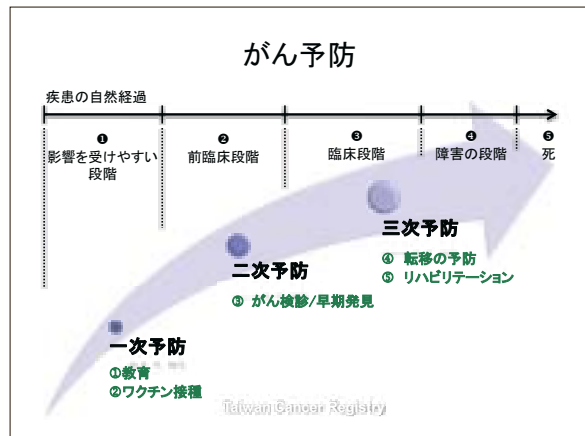 がん予防
疾患の自然経過
❶
影響を受けやすい
段階
❷
前臨床段階
❸
臨床段階
❹
障害の段階
❺
死
三次予防
④ 転移の予防
⑤ リハビリテーション
二次予防
③ がん検診/早期発見
一次予防
①教育
②ワクチン接種
Taiwan Cancer Registry